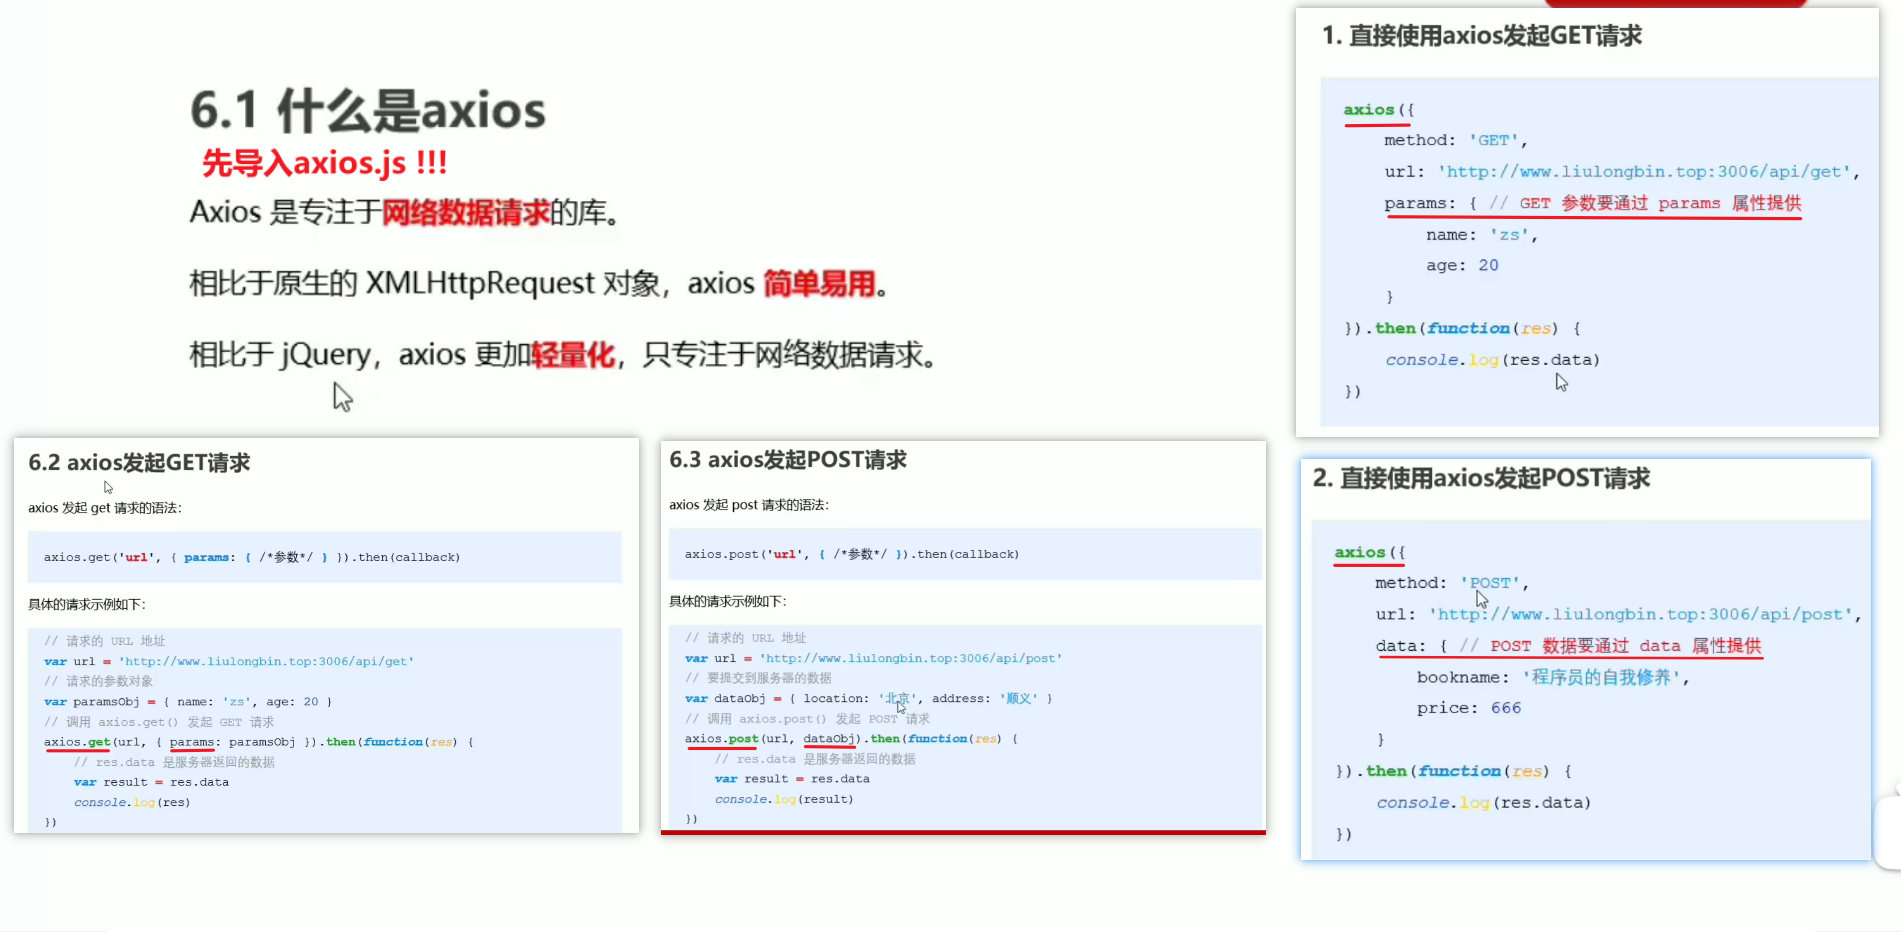 6.1 什么是axios
先导入axios.js !!!
Axios 是专注于网络数据请求的库。
相比于原生的 XMLHttpRequest 对象，axios 简单易用。
相比于 jQuery，axios 更加轻量化，只专注于网络数据请求。
6.2 axios发起GET请求
axios 发起 get 请求的语法：
axios.get('url', { params: { /*参数*/ } }).then(callback)
具体的请求示例如下：
// 请求的 URL 地址
var url = 'http://www.liulongbin.top:3006/api/get'
// 请求的参数对象
var paramsObj = { name: 'zs', age: 20 }
// 调用 axios.get() 发起 GET 请求
axios.get(url, { params: paramsObj }).then(function(res) {
// res.data 是服务器返回的数据
var result = res.data
console.log(res)
})
6.3 axios发起POST请求
axios 发起 post 请求的语法：
axios.post('url', { /*参数*/ }).then(callback)
具体的请求示例如下：
// 请求的 URL 地址
var url = 'http://www.liulongbin.top:3006/api/post'
// 要提交到服务器的数据
var dataObj = { location: '北京', address: '顺义' }
// 调用 axios.post() 发起 POST 请求
axios.post(url, dataObj).then(function(res) {
// res.data 是服务器返回的数据
var result = res.data
console.log(result)
})
1. 直接使用axios发起GET请求
axios({
method: 'GET',
url: 'http://www.liulongbin.top:3006/api/get',
params: { // GET 参数要通过 params 属性提供
name: 'zs',
age: 20
}
}).then(function(res) {
console.log(res.data)
})
2. 直接使用axios发起POST请求
axios({
method: 'POST',
url: 'http://www.liulongbin.top:3006/api/post',
data: { // POST 数据要通过 data 属性提供
bookname: '程序员的自我修养',
price: 666
}
}).then(function(res) {
console.log(res.data)
})